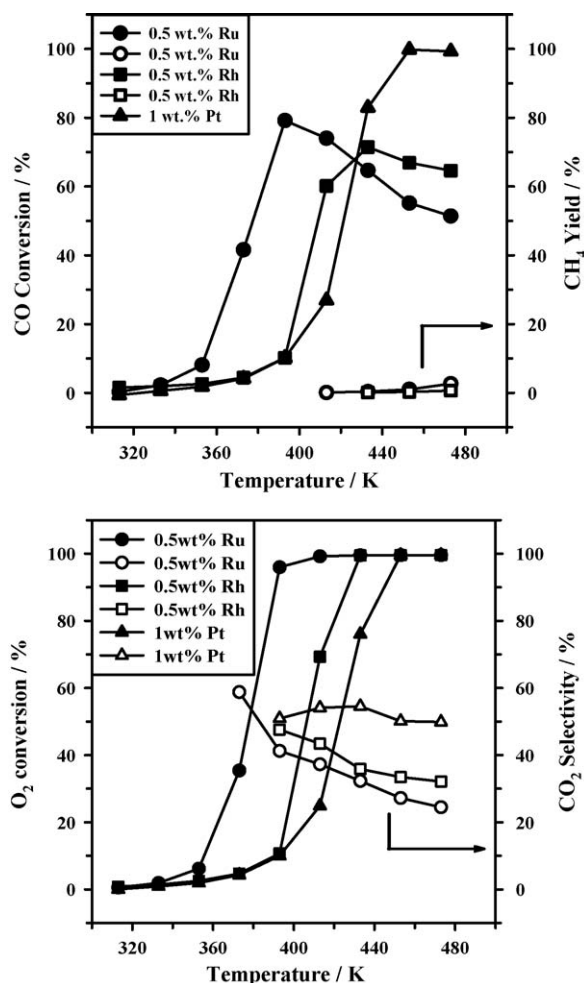 0.5 wt.% Ru
0.5 wt.% Ru
0.5 wt.% Rh
0.5 wt.% Rh
1 wt.% Pt
CO Conversion / %
100
80
60
40
20
0
CH4 Yield / %
100
80
60
40
20
0
320 360 400 440 480
Temperature / K
0.5wt% Ru
0.5wt% Ru
0.5wt% Rh
0.5wt% Rh
1wt% Pt
1wt% Pt
O2 conversion / %
100
80
60
40
20
0
CO2 Selectivity / %
100
80
60
40
20
0
320 360 400 440 480
Temperature / K